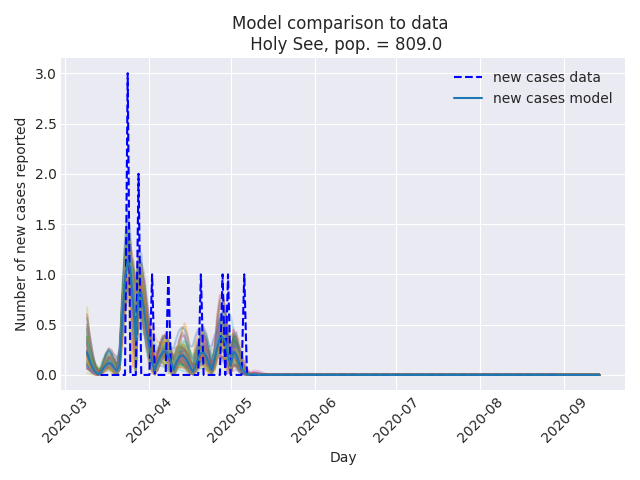 Model comparison to data
Holy See, pop. = 809.0
new cases data
new cases model
Number of new cases reported
3.0
2.5
2.0
1.5
1.0
0.5
0.0
2020-03
2020-04
2020-05
2020-06
2020-07
2020-08
2020-09
Day